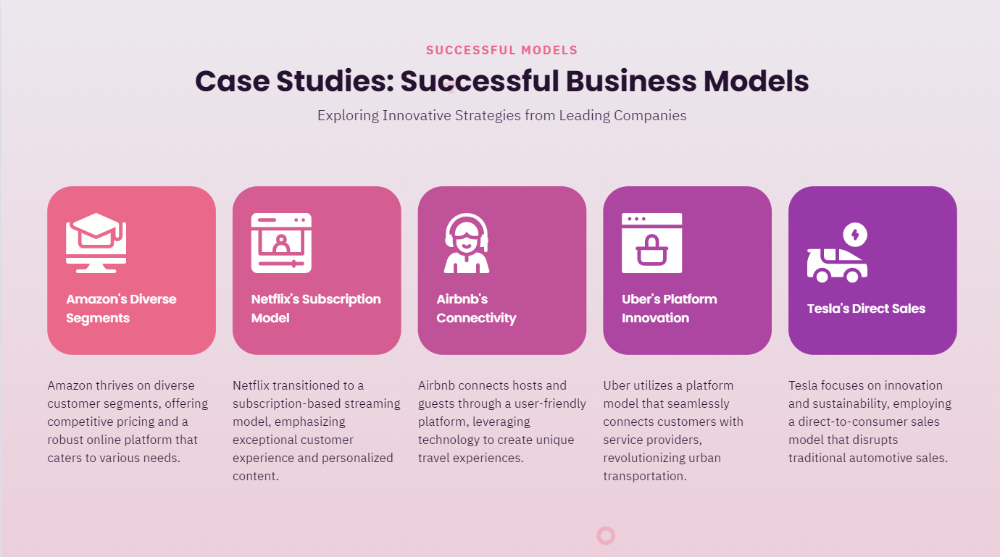 SUCCESSFUL MODELS
Case Studies: Successful Business Models
Exploring Innovative Strategies from Leading Companies
Amazon's Diverse
Segments
Amazon thrives on diverse
customer segments, offering
competitive pricing and a
robust online platform that
caters to various needs.
Netflix's Subscription
Model
Netflix transitioned to a
subscription-based streaming
model, emphasizing
exceptional customer
experience and personalized
content.
Airbnb's
Connectivity
Airbnb connects hosts and
guests through a user-friendly
platform, leveraging
technology to create unique
travel experiences.
Uber's Platform
Innovation
Uber utilizes a platform
model that seamlessly
connects customers with
service providers,
revolutionizing urban
transportation.
Tesla's Direct Sales
Tesla focuses on innovation
and sustainability, employing
a direct-to-consumer sales
model that disrupts
traditional automotive sales.